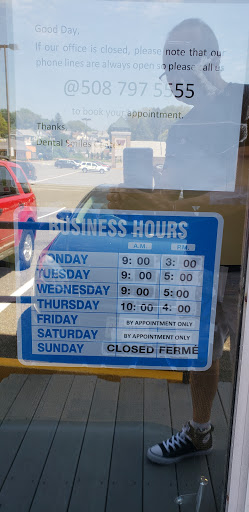 Good Day,
If our office is closed, please note that our
phone lines are always open so please call us
@508 797 5555
to book your appointment.
Thanks,
Dental Smiles
BUSINESS HOURS
A.M. P.M.
MONDAY 9:00 3:00
TUESDAY 9:00 5:00
WEDNESDAY 9:00 5:00
THURSDAY 10:00 4:00
FRIDAY BY APPOINTMENT ONLY
SATURDAY BY APPOINTMENT ONLY
SUNDAY CLOSED FERMÉ